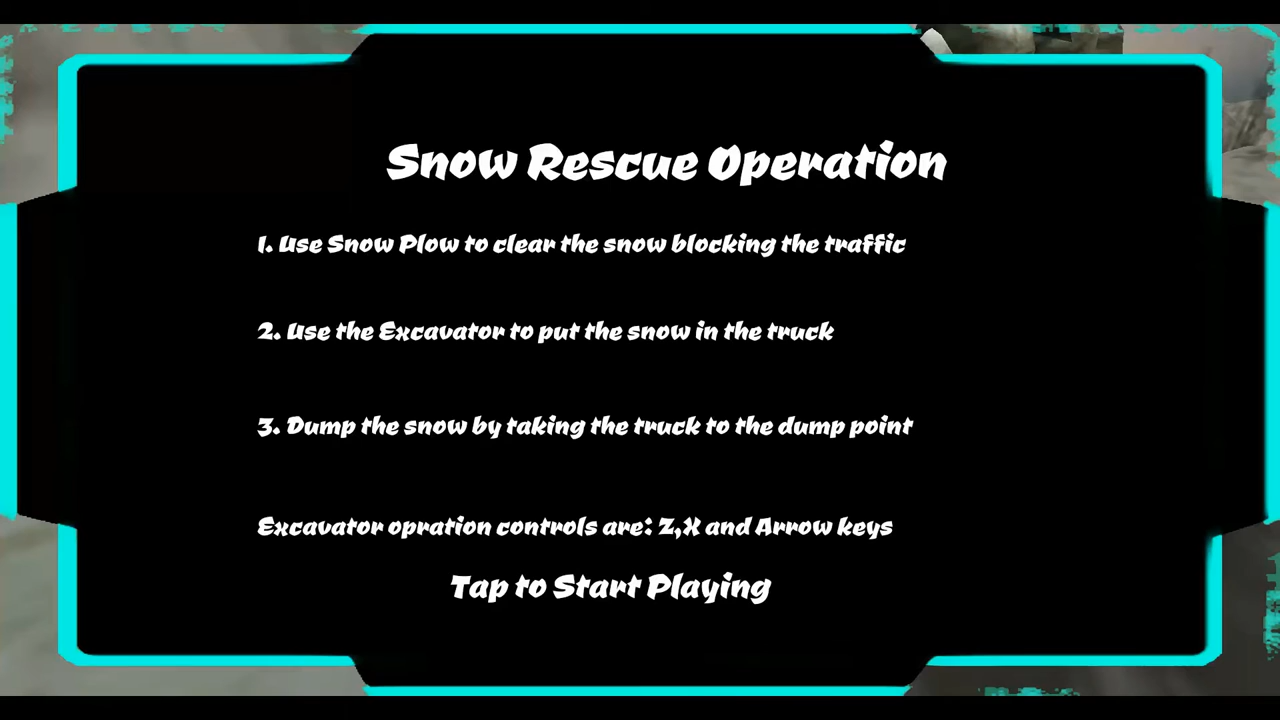 Snow Rescue Operation
1. Use Snow Plow to clear the snow blocking the traffic
2. Use the Excavator to put the snow in the truck
3. Dump the snow by taking the truck to the dump point
Excavator opration controls are: Z,X and Arrow keys
Tap to Start Playing